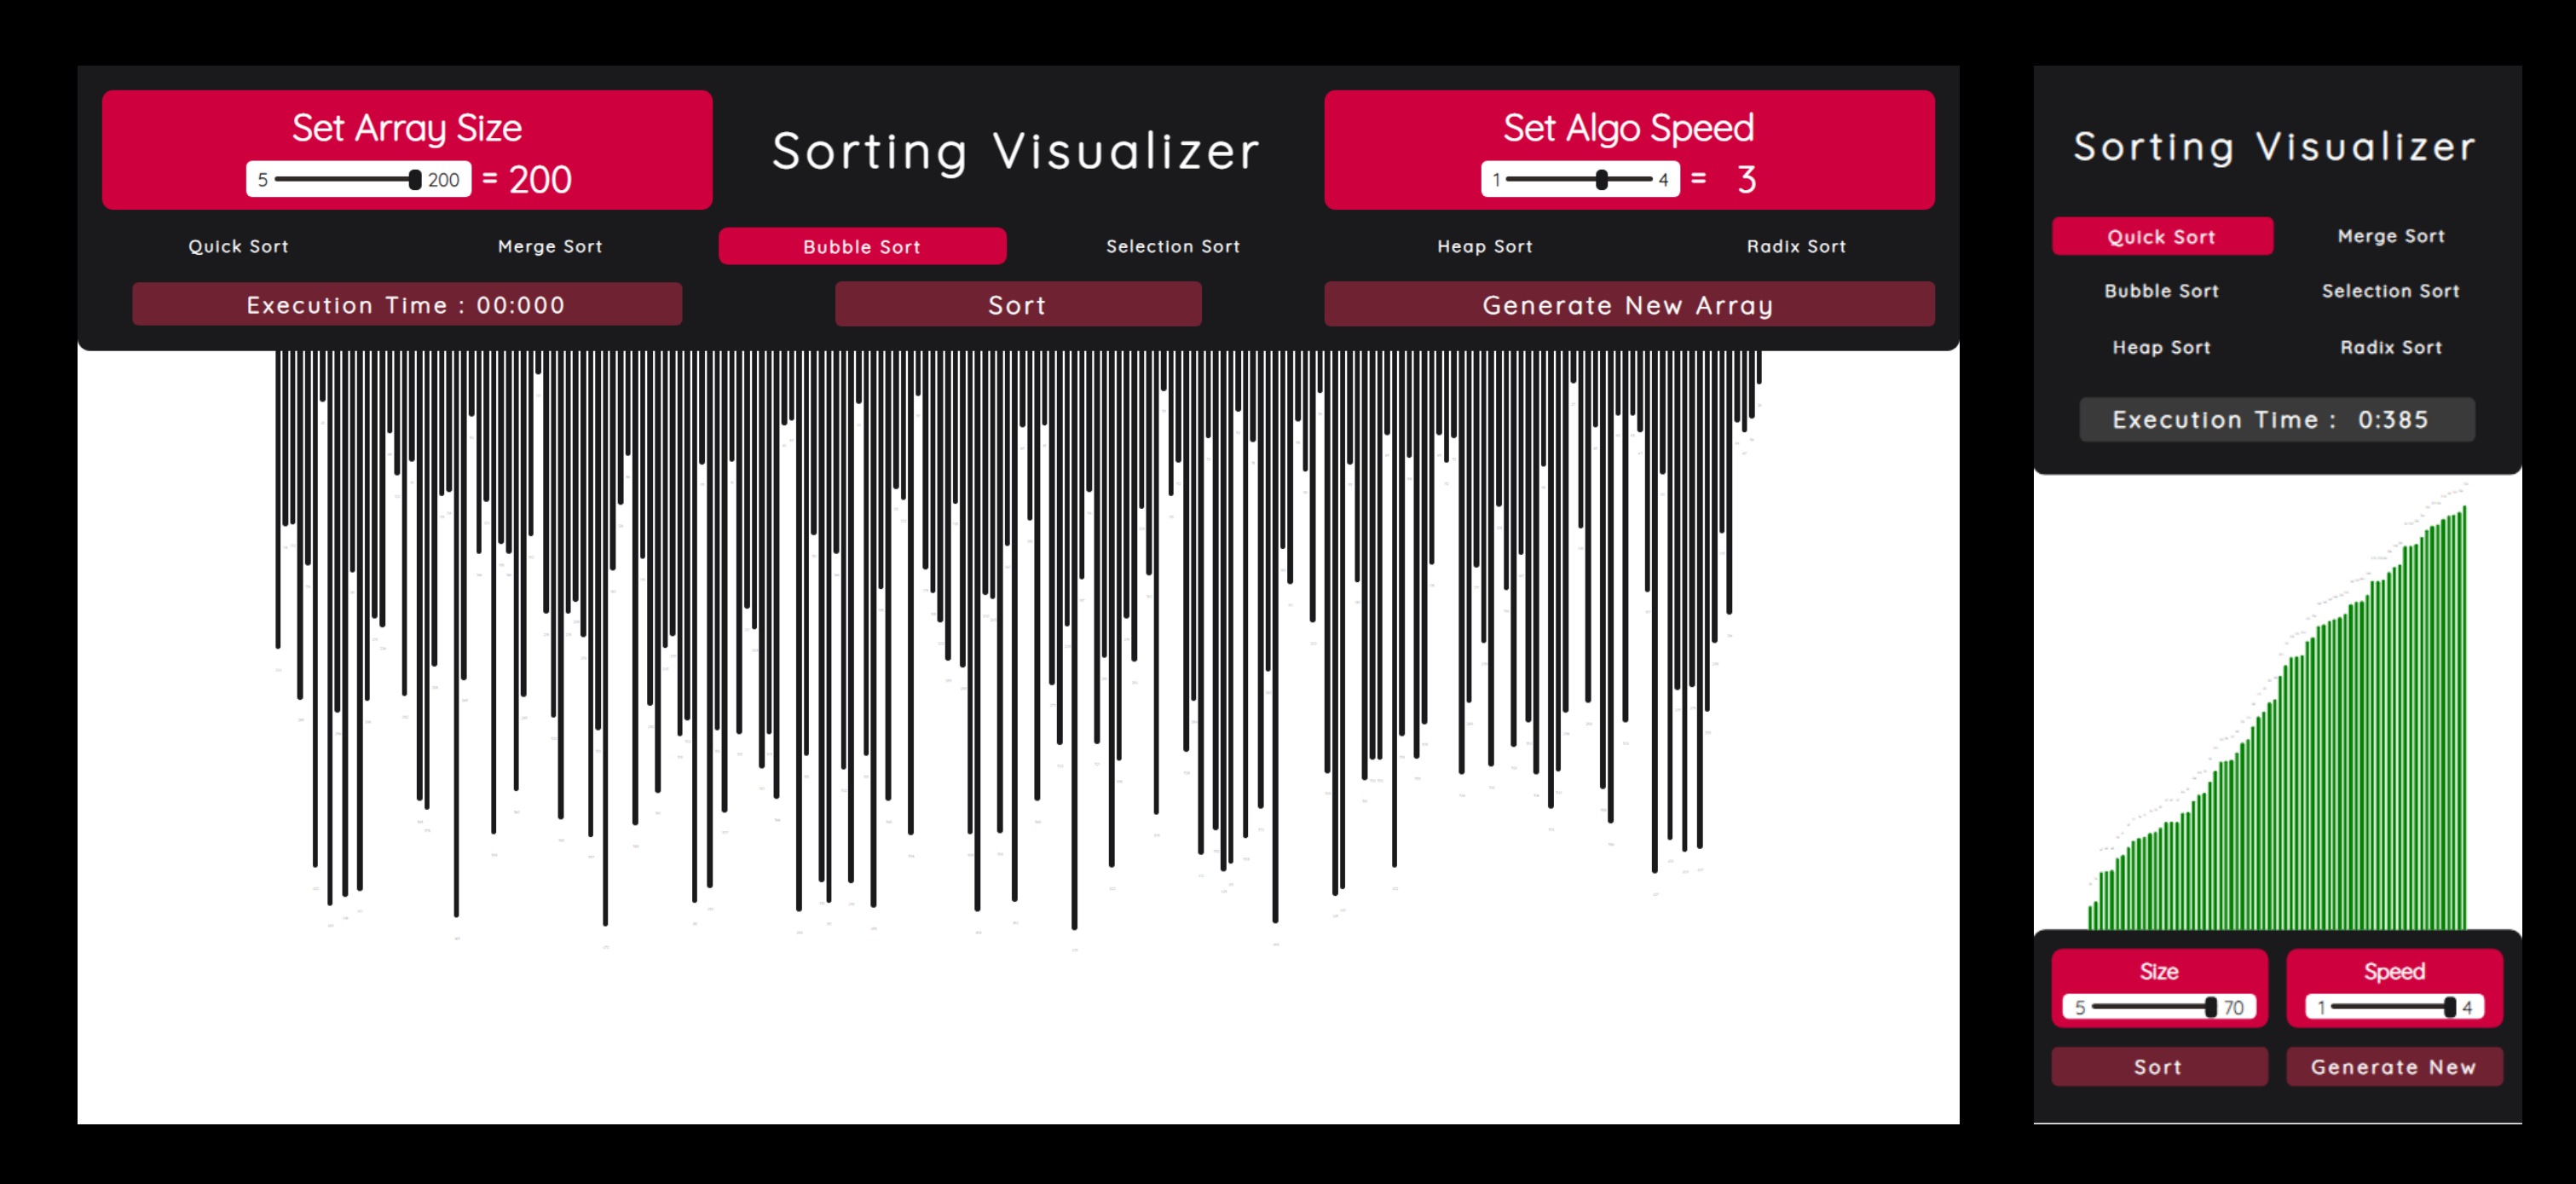 Set Array Size
5 200 = 200
Sorting Visualizer
Set Algo Speed
1 4 = 3
Quick Sort Merge Sort Bubble Sort Selection Sort Heap Sort Radix Sort
Execution Time : 00:000
Sort
Generate New Array
Sorting Visualizer
Quick Sort Merge Sort
Bubble Sort Selection Sort
Heap Sort Radix Sort
Execution Time : 0:385
Size
5 70
Speed
1 4
Sort
Generate New